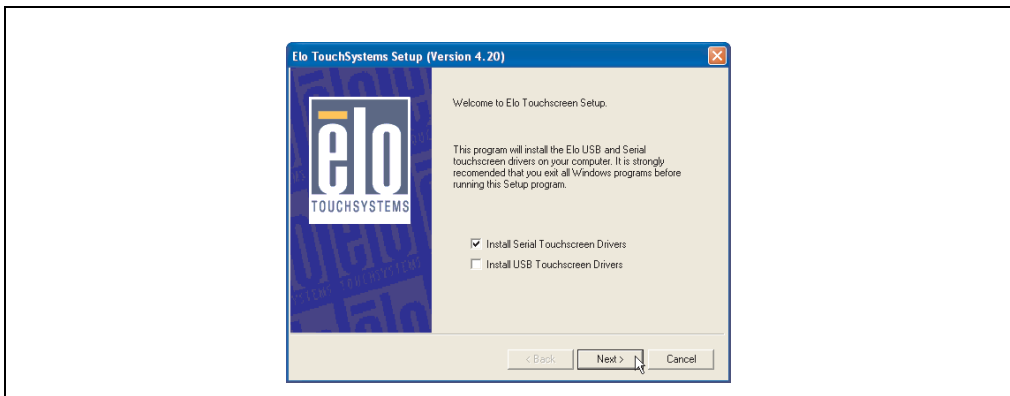 Elo TouchSystems Setup (Version 4.20)
elo
TOUCHSYSTEMS
Welcome to Elo Touchscreen Setup.
This program will install the Elo USB and Serial
touchscreen drivers on your computer. It is strongly
recomended that you exit all Windows programs before
running this Setup program.
Install Serial Touchscreen Drivers
Install USB Touchscreen Drivers
< Back
Next >
Cancel